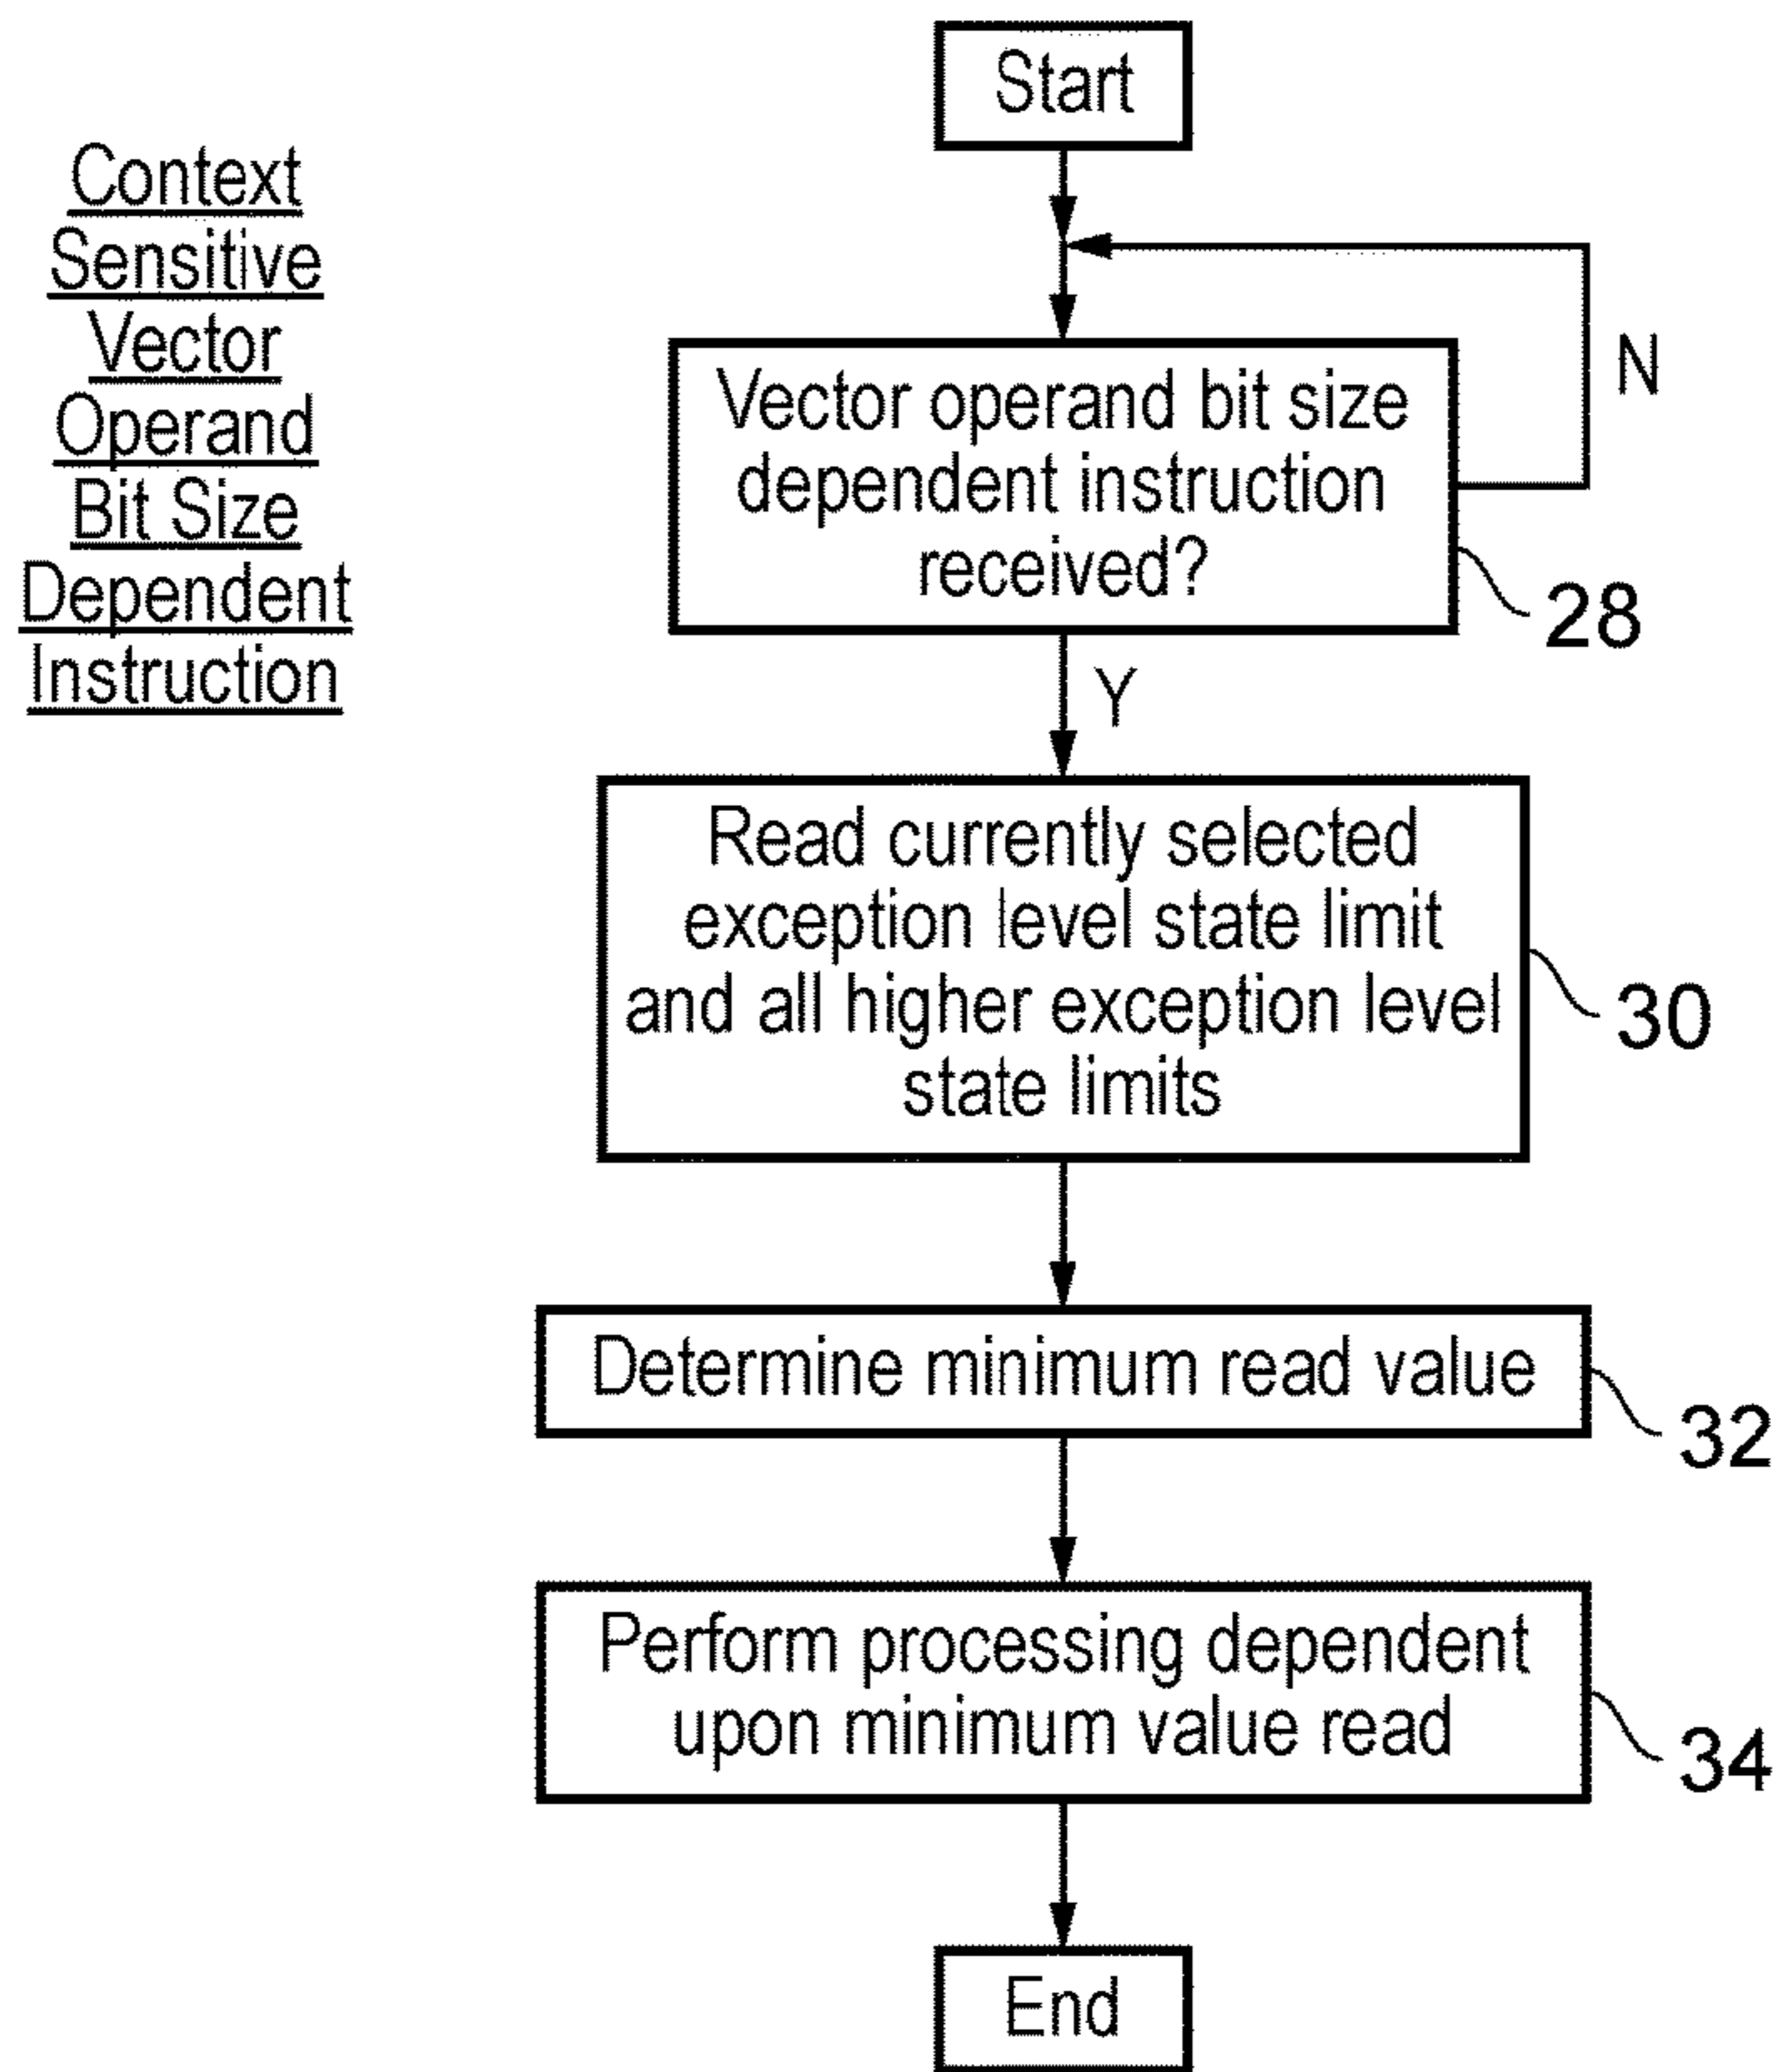 Context
Sensitive
Vector
Operand
Bit Size
Dependent
Instruction
Start
Vector operand bit size
dependent instruction
received?
N
28
Y
Read currently selected
exception level state limit
and all higher exception level
state limits
30
Determine minimum read value
32
Perform processing dependent
upon minimum value read
34
End